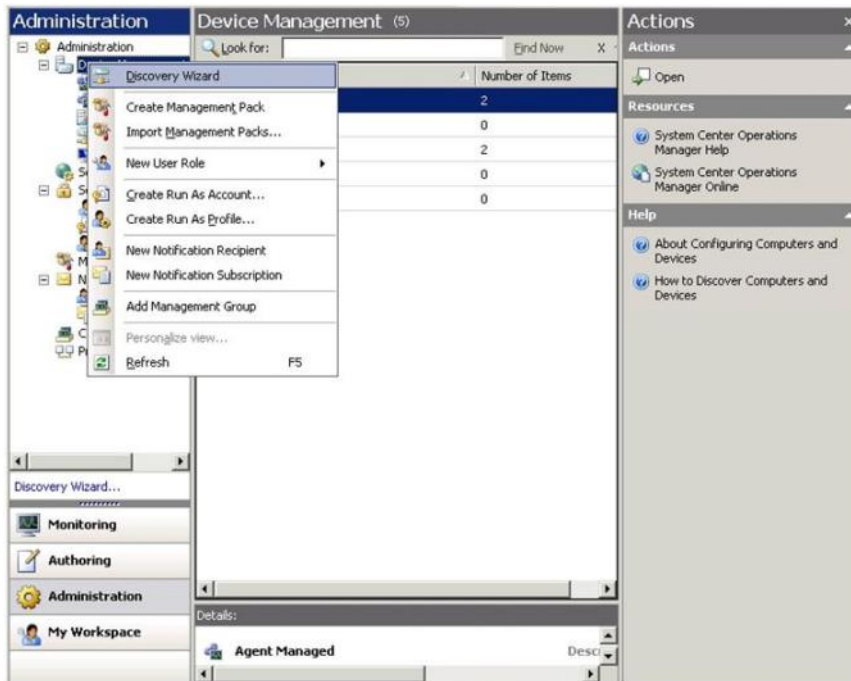 Administration
Administration
Discovery Wizard
Create Management Pack
Import Management Packs...
New User Role
Create Run As Account...
Create Run As Profile...
New Notification Recipient
New Notification Subscription
Add Management Group
Personalize view...
Refresh F5
Discovery Wizard...
Monitoring
Authoring
Administration
My Workspace
Device Management (5)
Look for: Find Now X
Number of Items
2
0
2
0
0
Details:
Agent Managed
Actions x
Actions
Open
Resources
System Center Operations
Manager Help
System Center Operations
Manager Online
Help
About Configuring Computers and
Devices
How to Discover Computers and
Devices